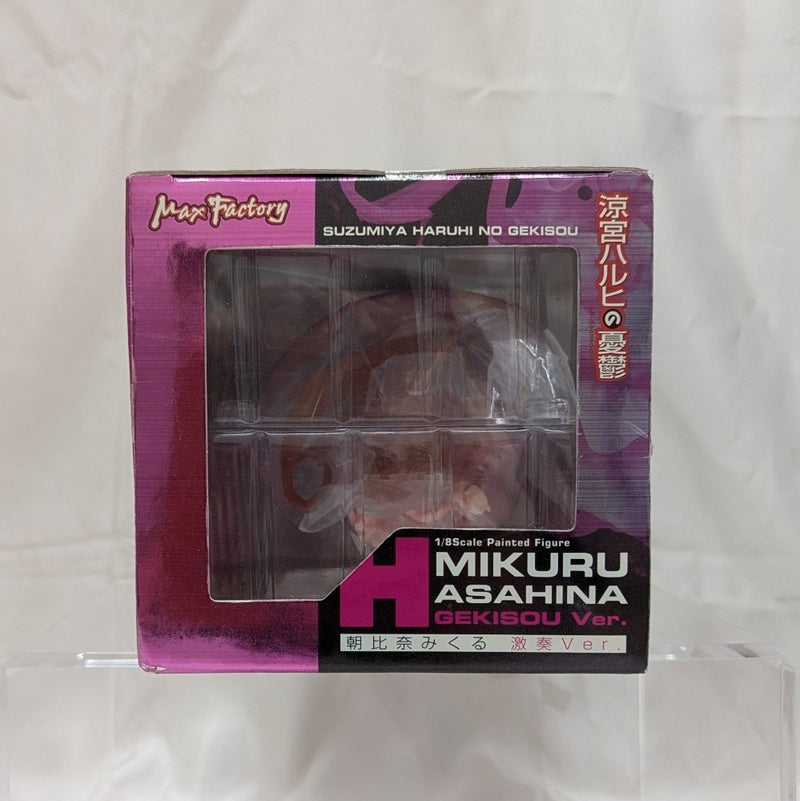 Max Factory
SUZUMIYA HARUHI NO GEKISOU
涼宮ハルヒの憂鬱
1/8Scale Painted Figure
H
MIKURU
ASAHINA
GEKISOU Ver.
朝比奈みくる 激奏Ver.